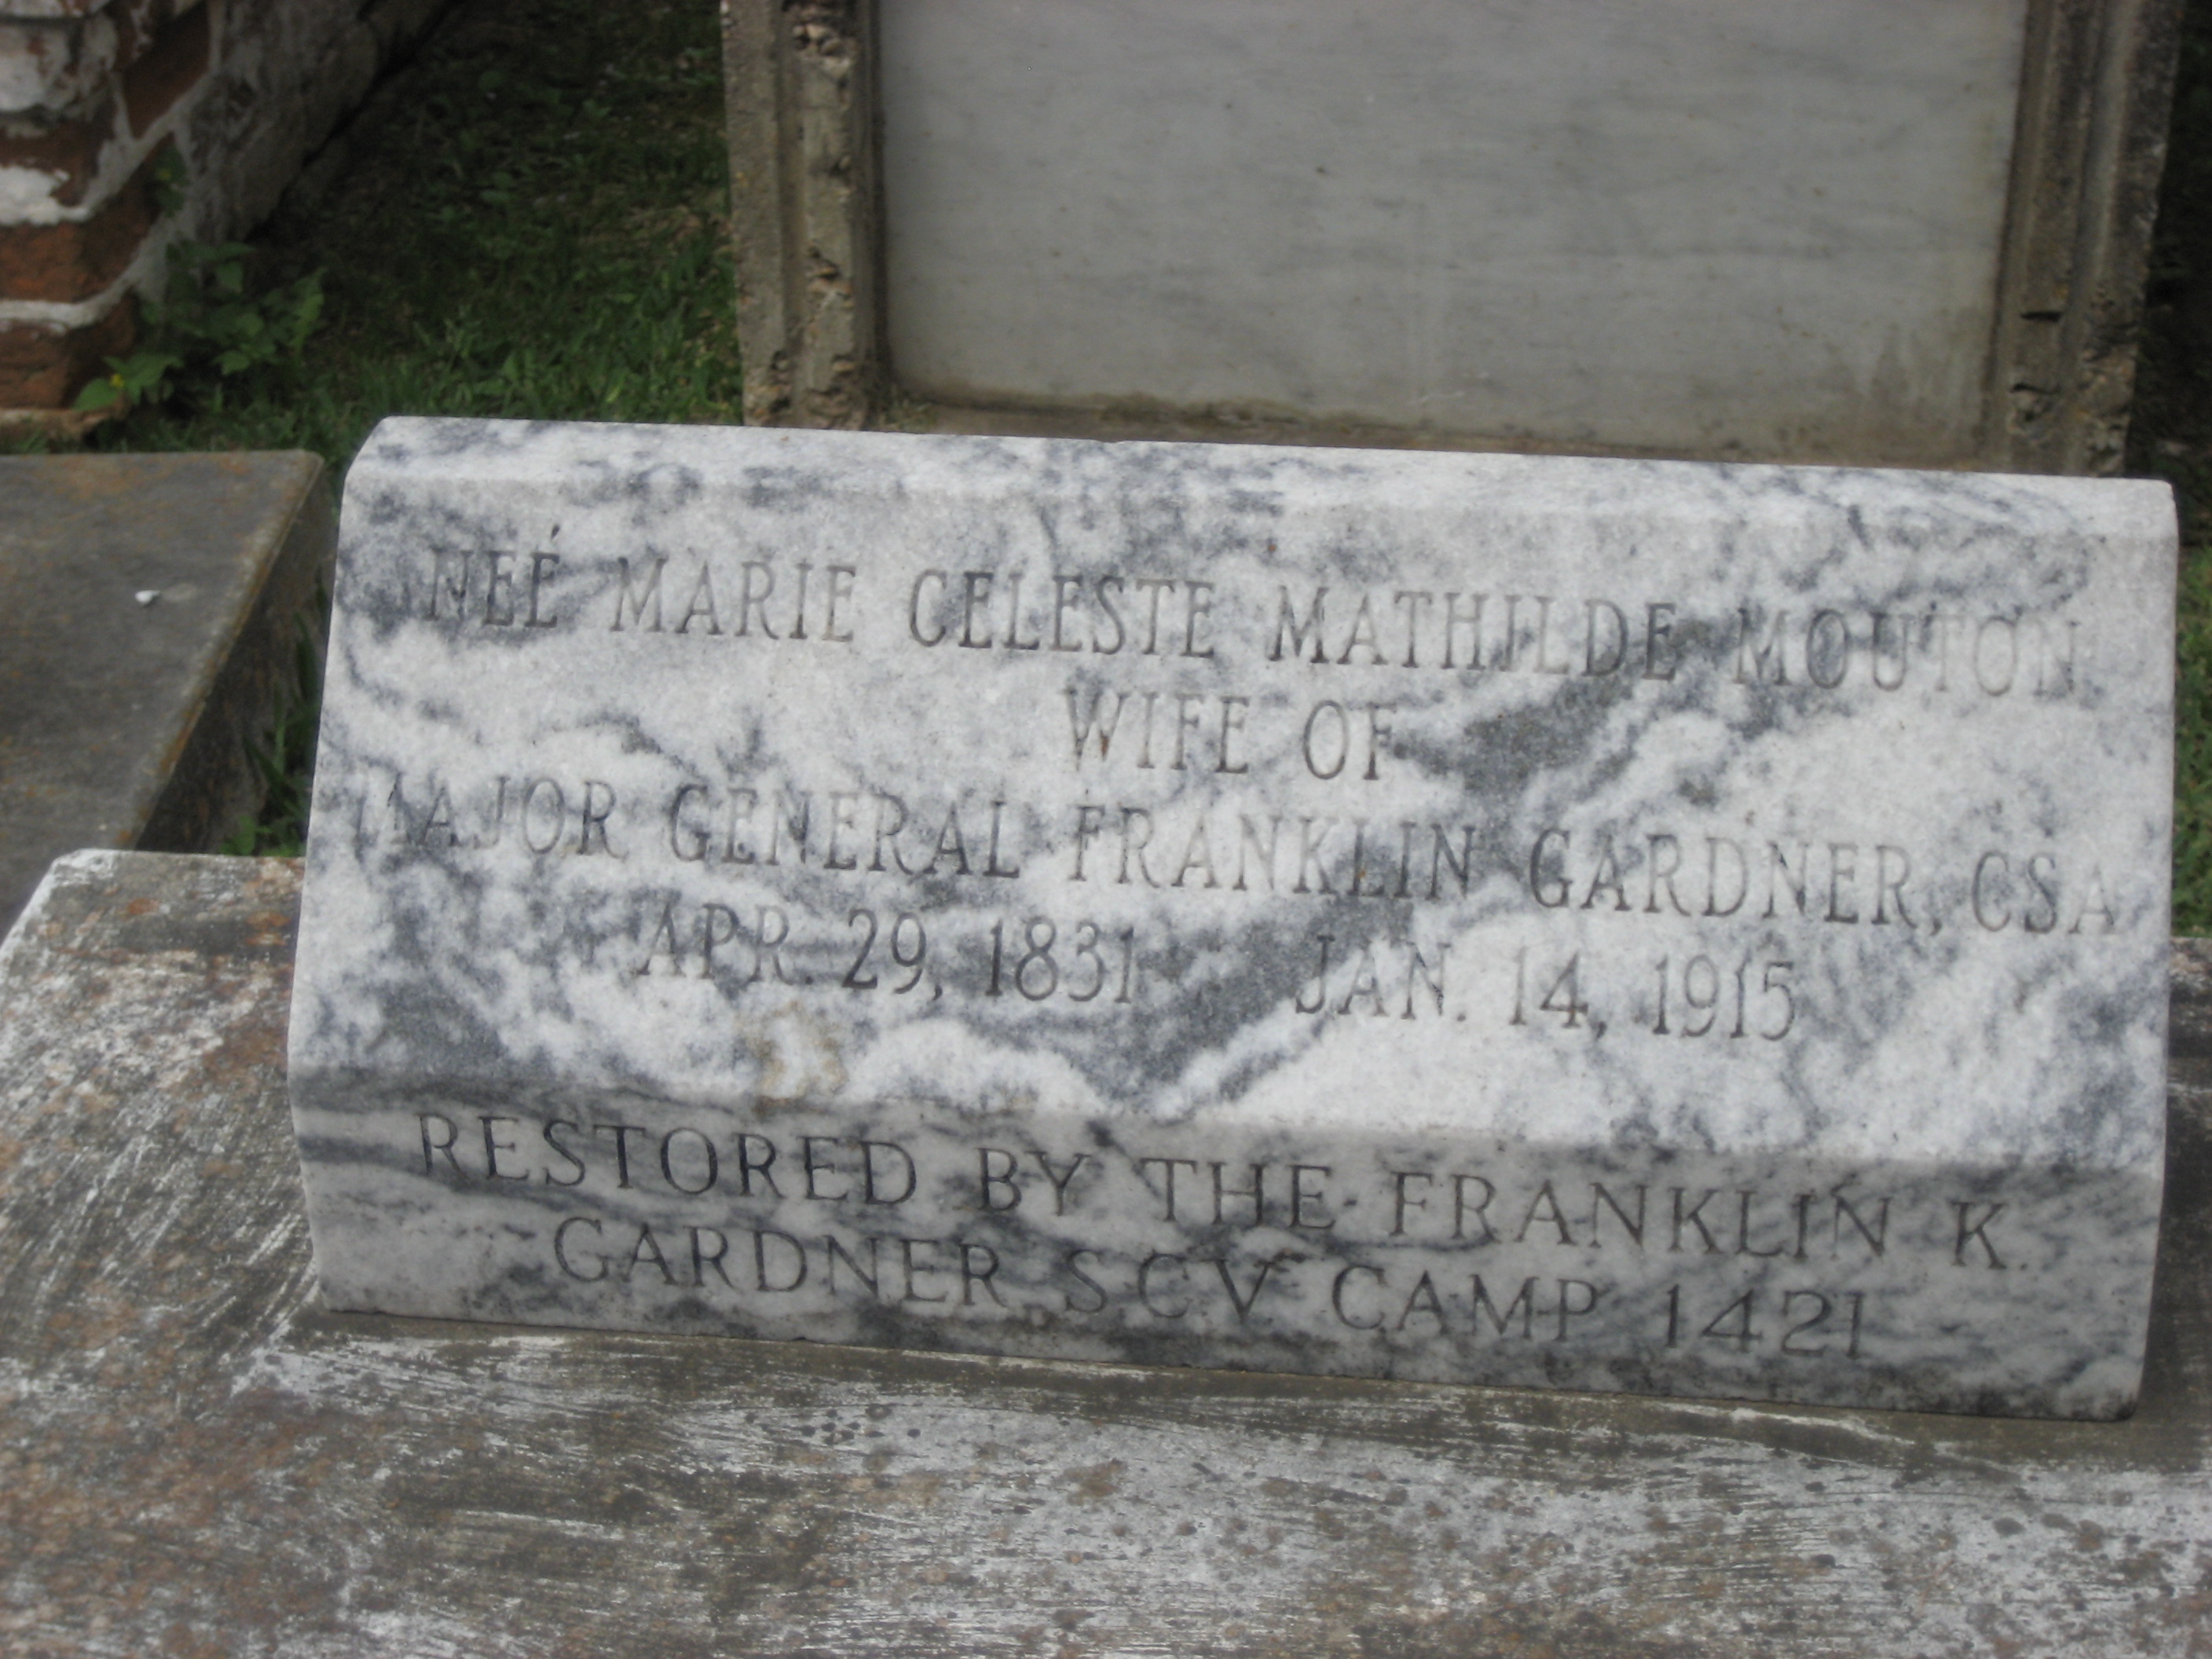 NEÉ MARIE CELESTE MATHILDE MOUTON
WIFE OF
MAJOR GENERAL FRANKLIN GARDNER, CSA
APR. 29, 1831 JAN. 14, 1915
RESTORED BY THE FRANKLIN K.
GARDNER S.C.V. CAMP 1421